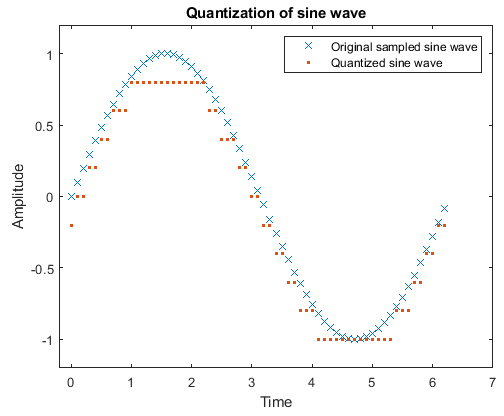 Quantization of sine wave
Original sampled sine wave
Quantized sine wave
1
0.5
0
-0.5
-1
Amplitude
0 1 2 3 4 5 6 7
Time